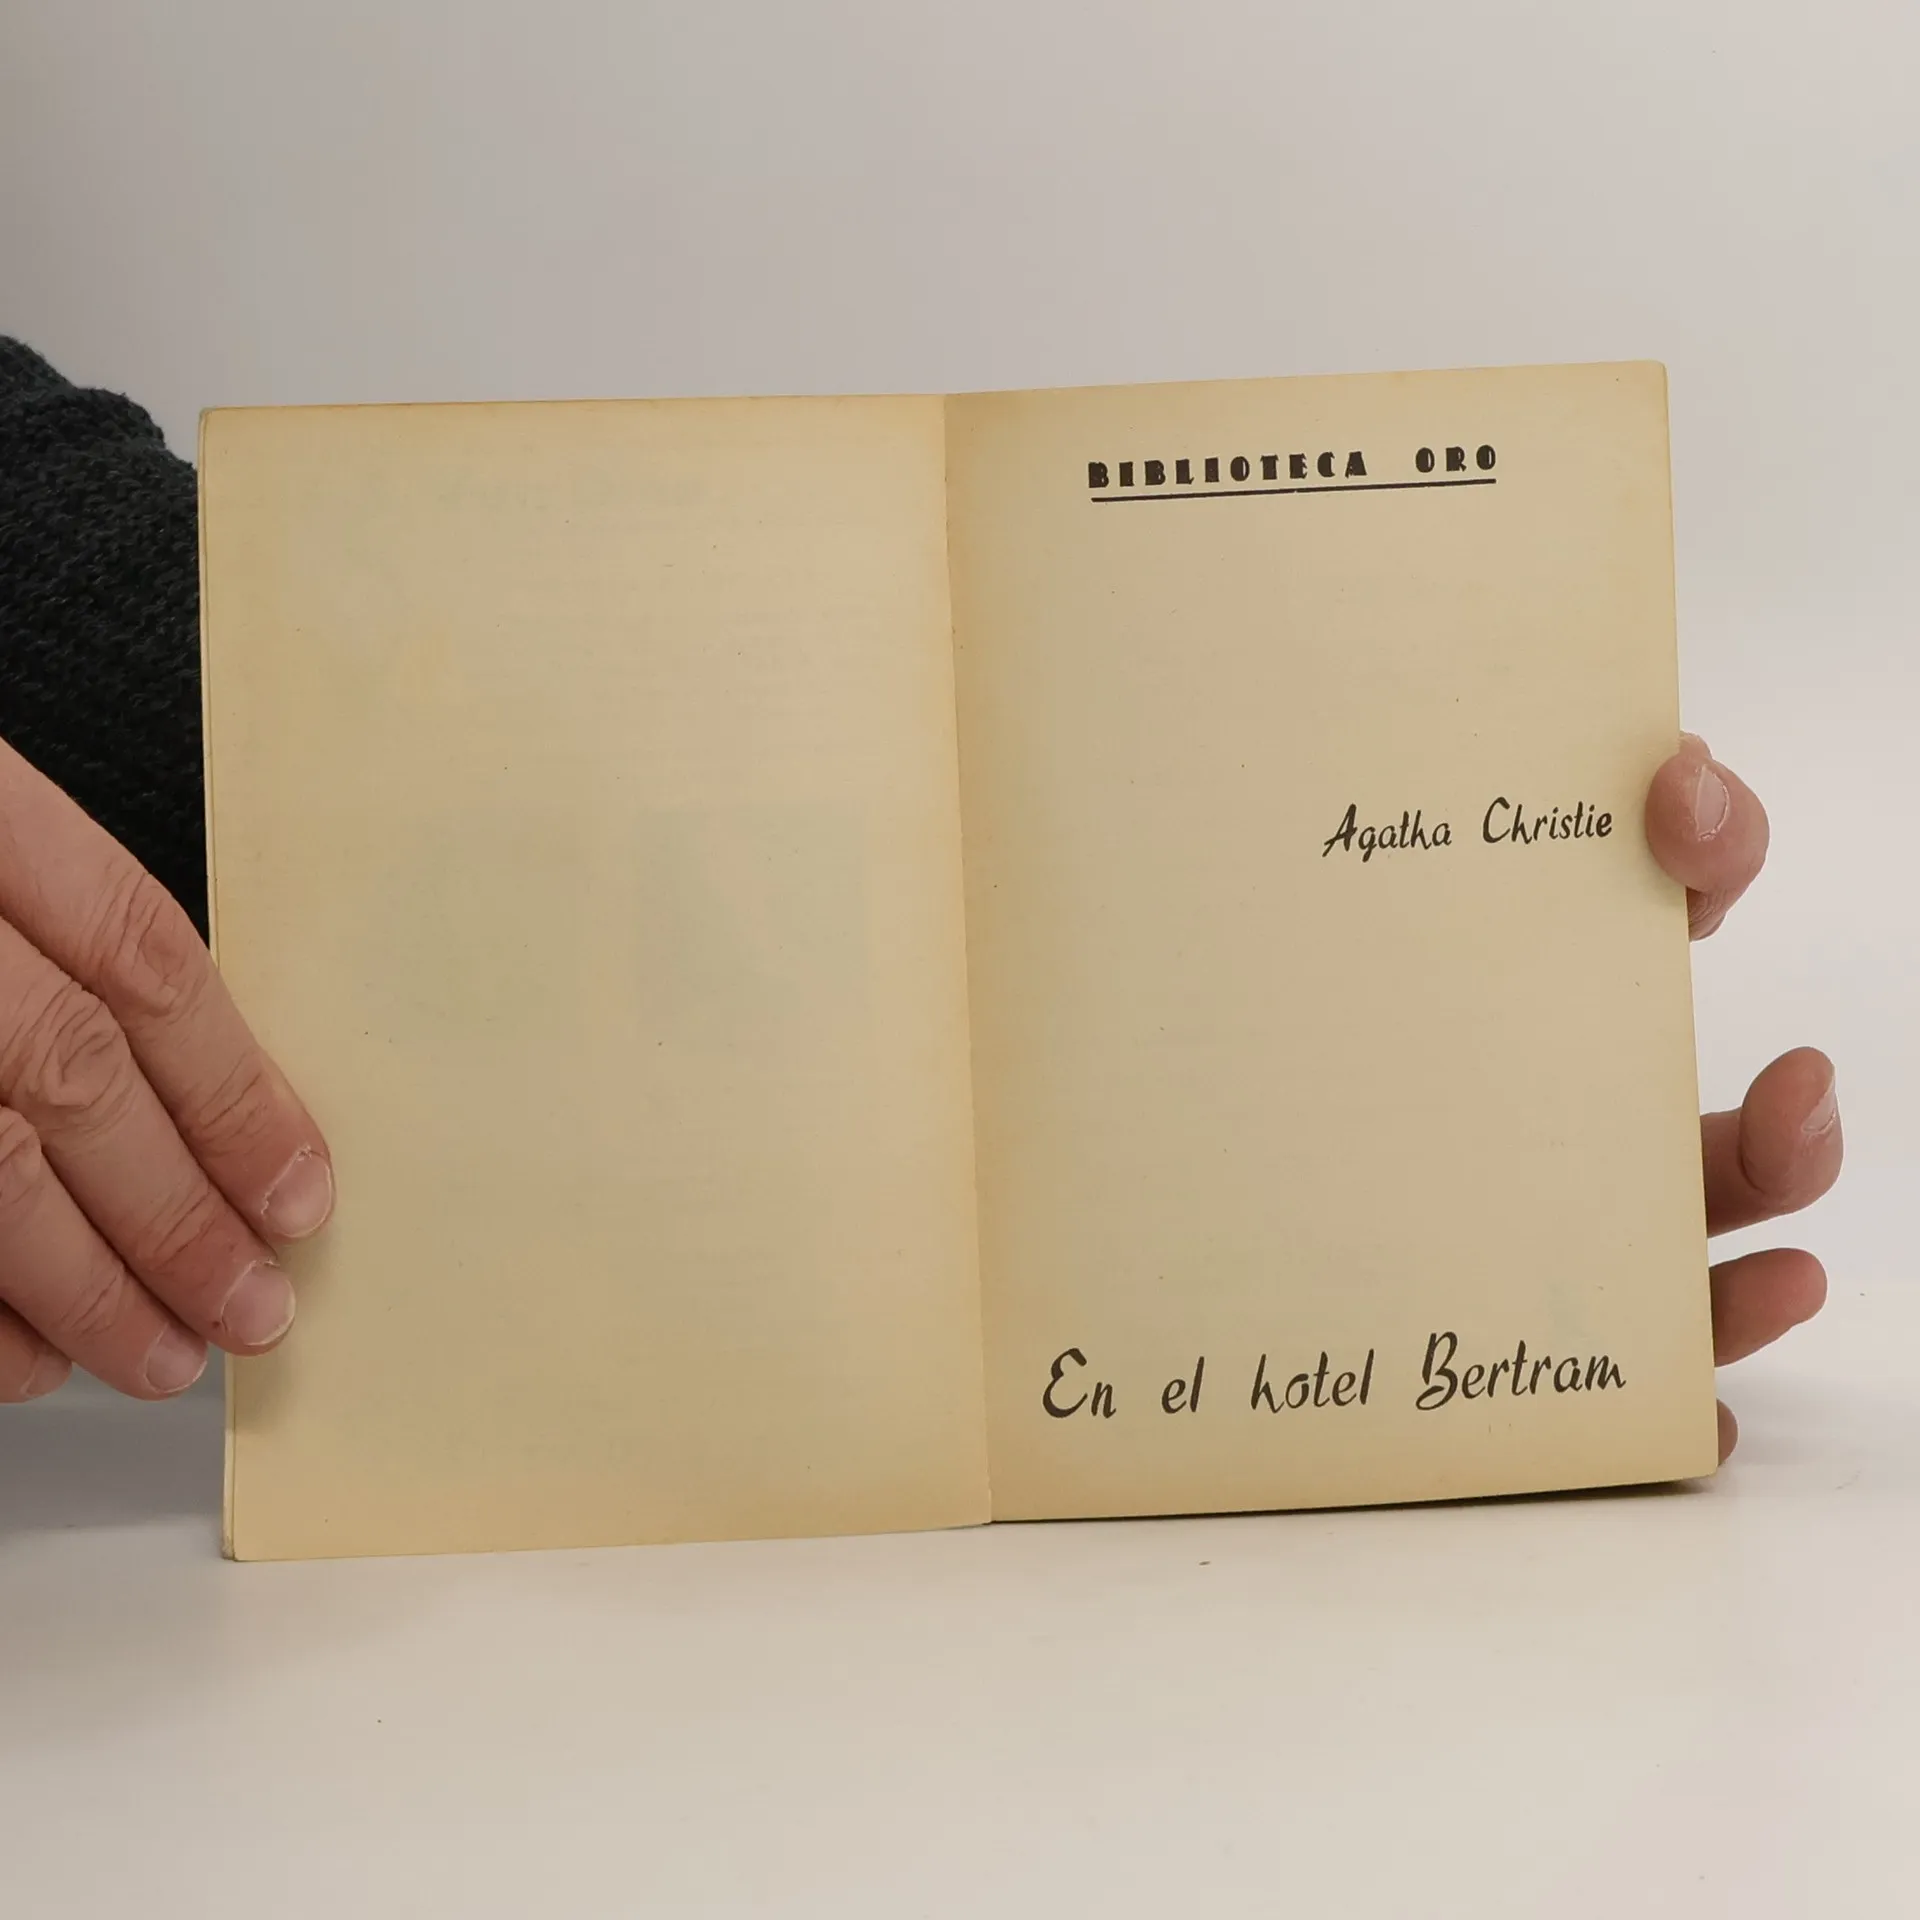 BIBLIOTECA ORO
Agatha Christie
En el hotel Bertram